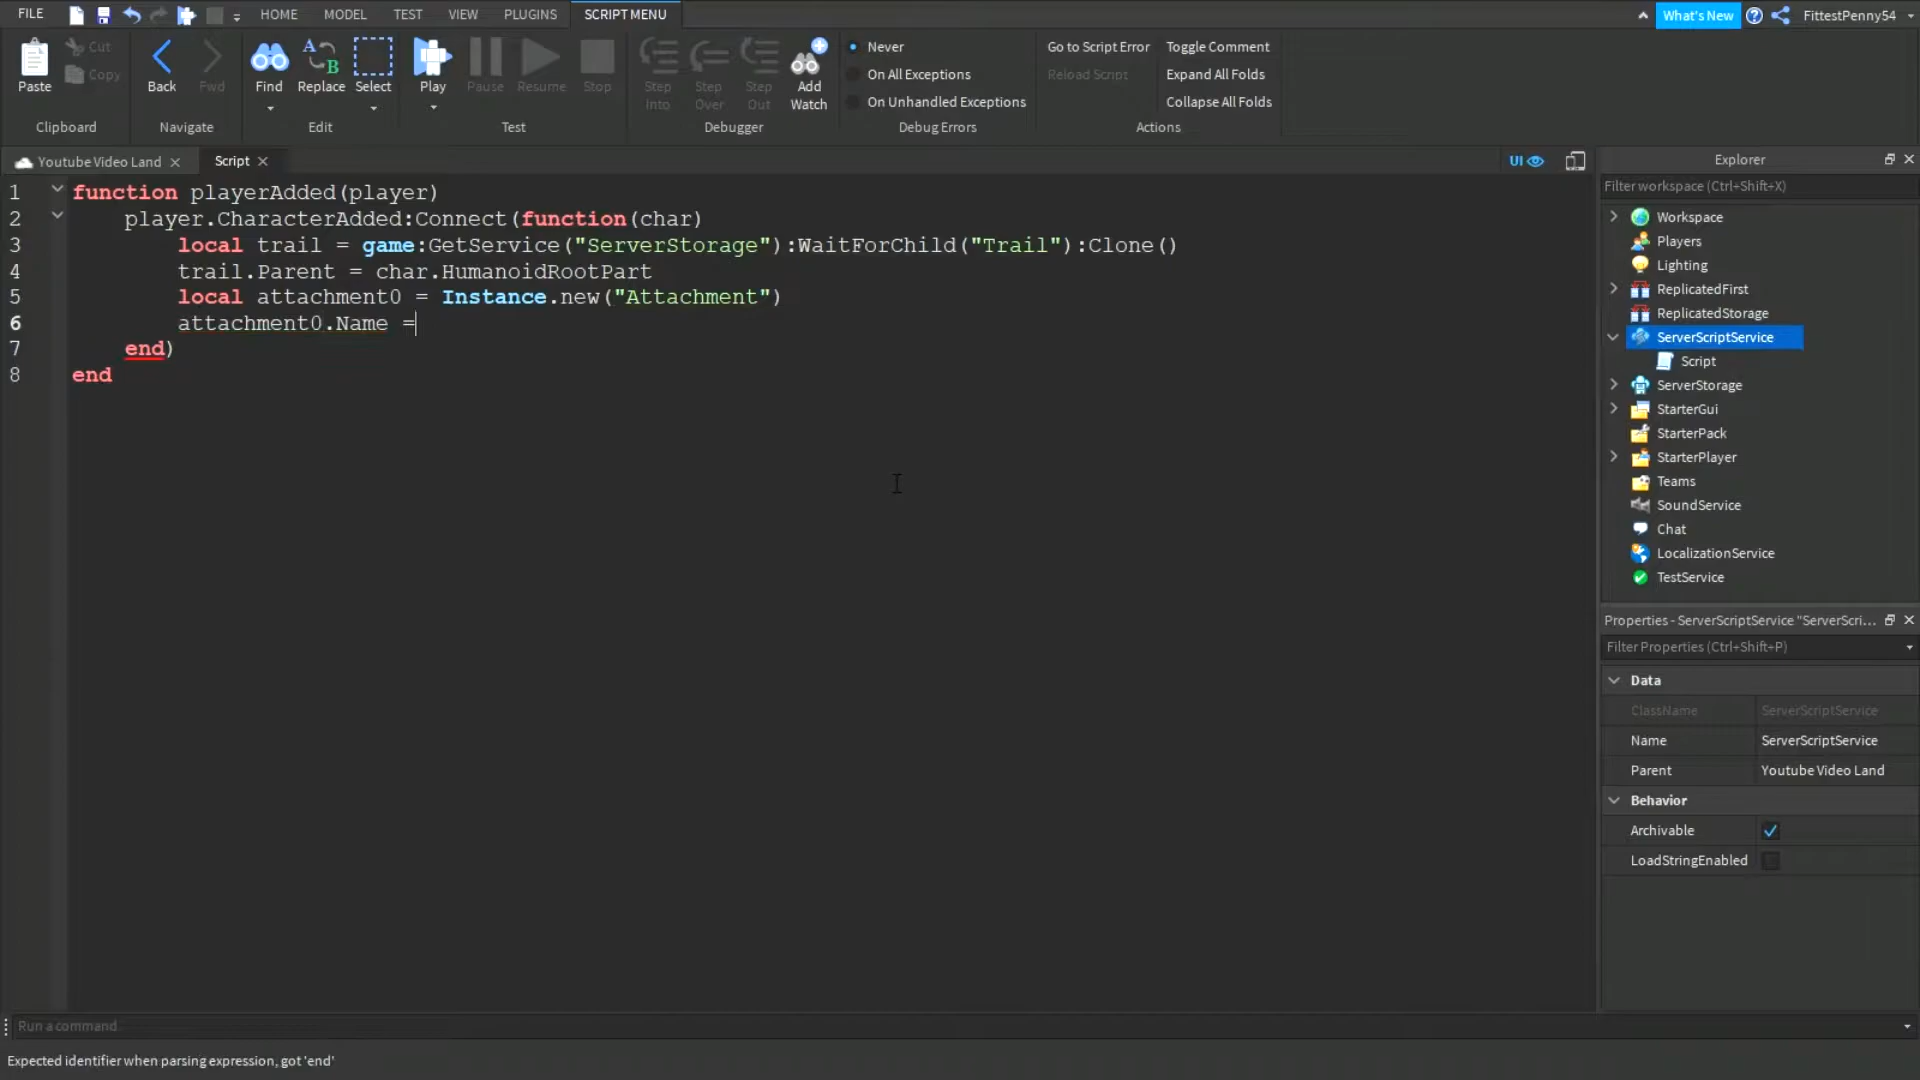 FILE HOME MODEL TEST VIEW PLUGINS SCRIPT MENU What's New FittestPenny54
Paste Cut Copy Back Fwd Find Replace Select Play Pause Resume Stop Step Into Step Over Step Out Add Watch
Never
On All Exceptions
On Unhandled Exceptions
Go to Script Error
Reload Script
Toggle Comment
Expand All Folds
Collapse All Folds
Clipboard Navigate Edit Test Debugger Debug Errors Actions
Youtube Video Land Script UI
1 function playerAdded(player)
2 player.CharacterAdded:Connect(function(char)
3 local trail = game:GetService("ServerStorage"):WaitForChild("Trail"):Clone()
4 trail.Parent = char.HumanoidRootPart
5 local attachment0 = Instance.new("Attachment")
6 attachment0.Name =
7 end)
8 end
Explorer
Filter workspace (Ctrl+Shift+X)
Workspace
Players
Lighting
ReplicatedFirst
ReplicatedStorage
ServerScriptService
Script
ServerStorage
StarterGui
StarterPack
StarterPlayer
Teams
SoundService
Chat
LocalizationService
TestService
Properties - ServerScriptService "ServerScri...
Filter Properties (Ctrl+Shift+P)
Data
ClassName ServerScriptService
Name ServerScriptService
Parent Youtube Video Land
Behavior
Archivable
LoadStringEnabled
Run a command
Expected identifier when parsing expression, got 'end'